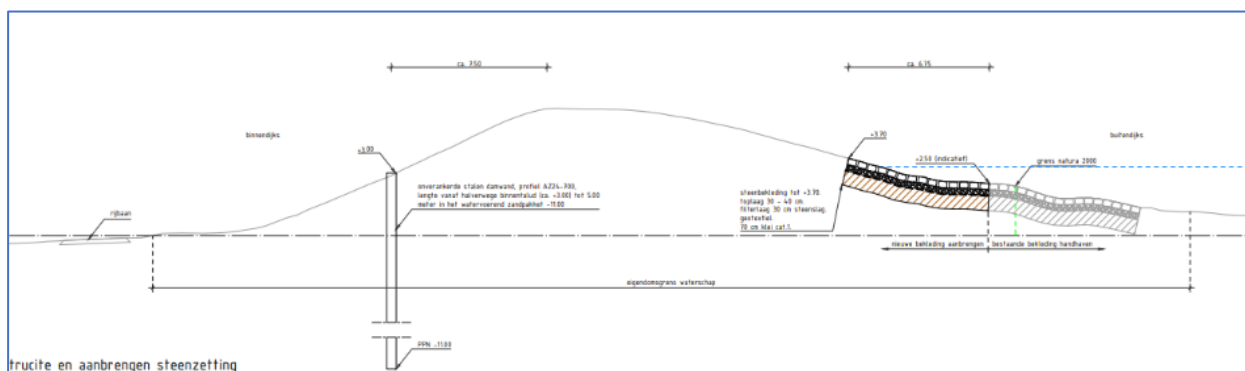 ca. 7.50
ca. 6.75
binnendijks
buitendijks
+3.00
+3.70
+2.50 (indicatief)
grens natura 2000
onverankerde stalen damwand, profiel AZ24-700,
lengte vanaf halverwege binnentalud (ca. +3.00) tot 5.00
meter in het watervoerend zandpakket -11.00
steenbekleding tot +3.70.
toplaag 30 - 40 cm.
filterlaag 30 cm steenslag.
geotextiel.
70 cm klei cat.1.
rijbaan
nieuwe bekleding aanbrengen
bestaande bekleding handhaven
eigendomsgrens waterschap
PPN -11.00
trucite en aanbrengen steenzetting